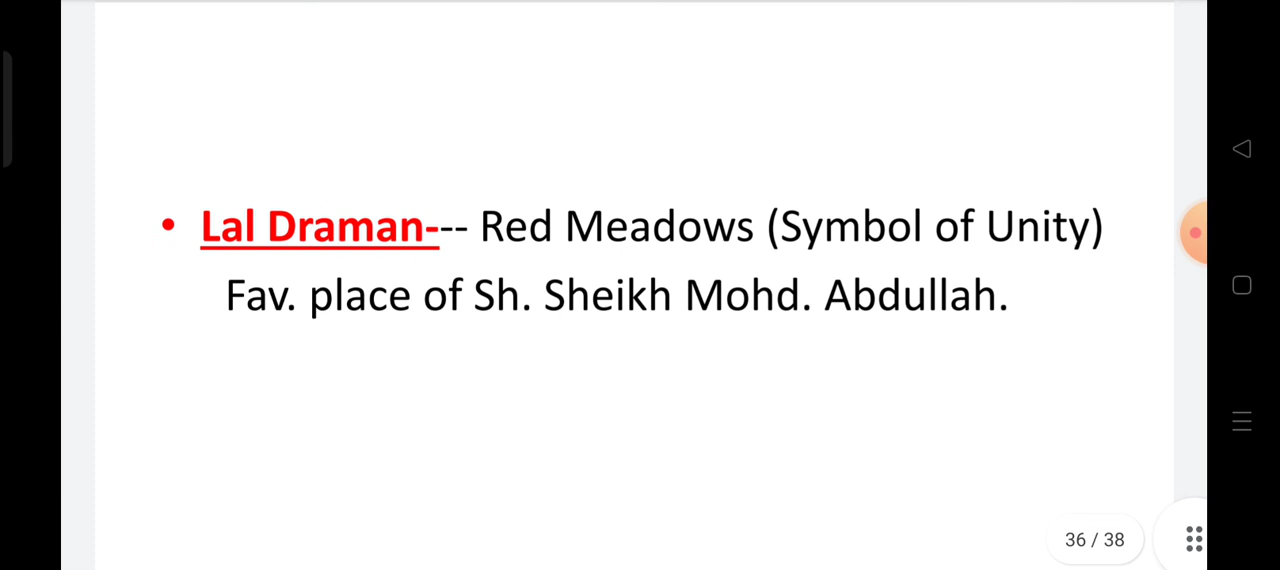 • Lal Draman--- Red Meadows (Symbol of Unity)
Fav. place of Sh. Sheikh Mohd. Abdullah.
36 / 38